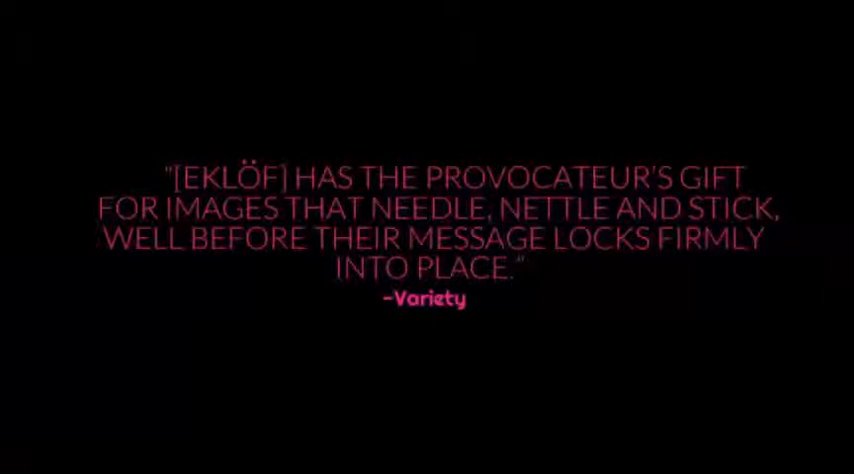 "[EKLÖF] HAS THE PROVOCATEUR'S GIFT
FOR IMAGES THAT NEEDLE, NETTLE AND STICK,
WELL BEFORE THEIR MESSAGE LOCKS FIRMLY
INTO PLACE."
-Variety